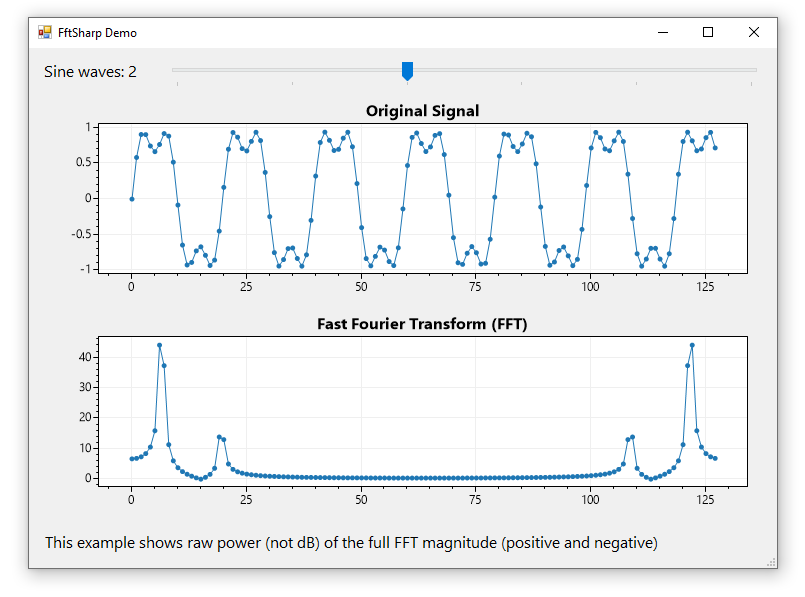 FftSharp Demo
Sine waves: 2
Original Signal
1
0.5
0
-0.5
-1
0 25 50 75 100 125
Fast Fourier Transform (FFT)
40
30
20
10
0
0 25 50 75 100 125
This example shows raw power (not dB) of the full FFT magnitude (positive and negative)